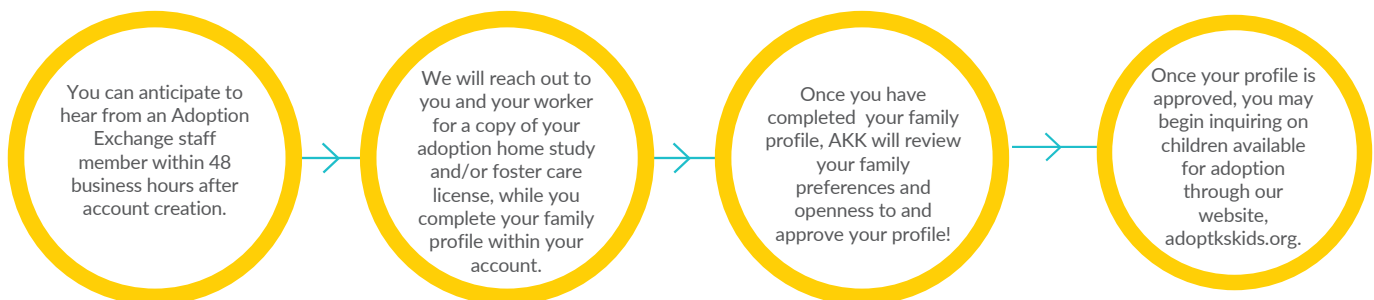 You can anticipate to
hear from an Adoption
Exchange staff
member within 48
business hours after
account creation.
We will reach out to
you and your worker
for a copy of your
adoption home study
and/or foster care
license, while you
complete your family
profile within your
account.
Once you have
completed  your family
profile, AKK will review
your family
preferences and
openness to and
approve your profile!
Once your profile is
approved, you may
begin inquiring on
children available
for adoption
through our
website,
adoptkskids.org.